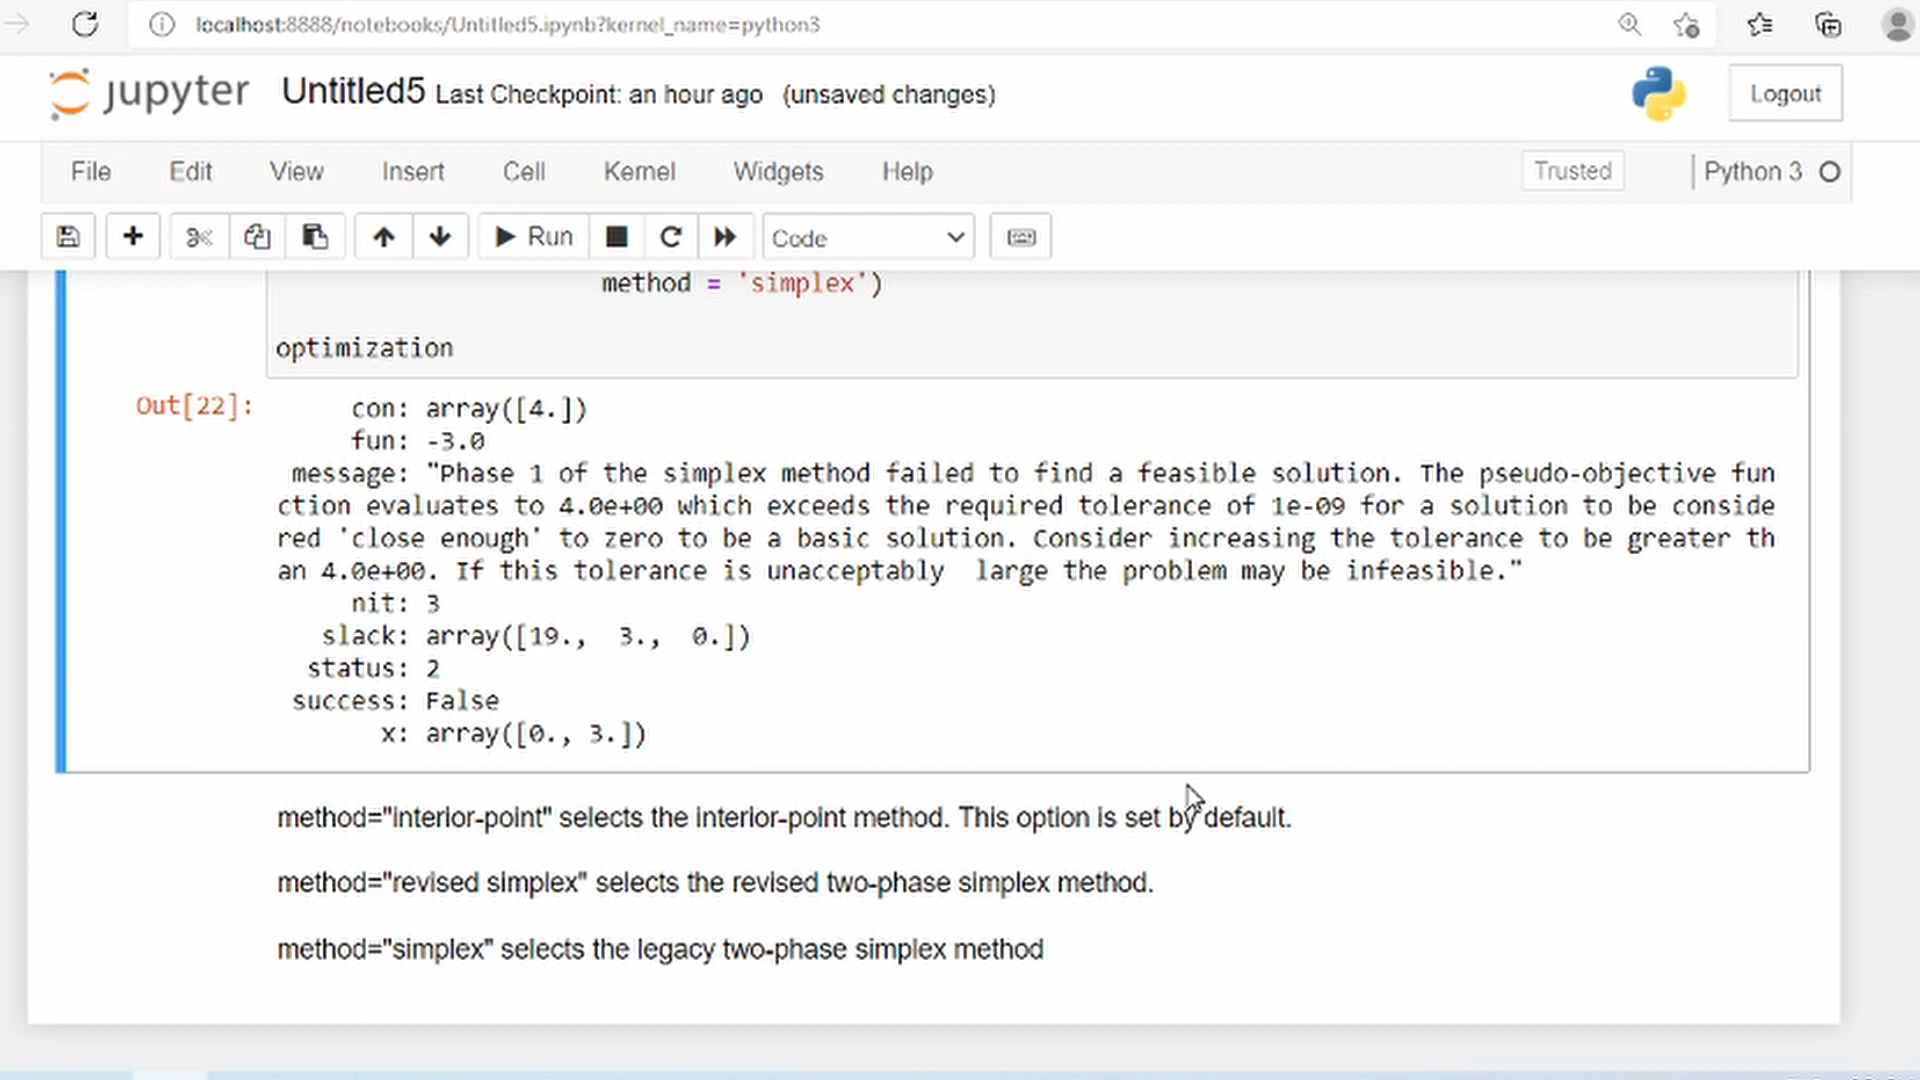 localhost:8888/notebooks/Untitled5.ipynb?kernel_name=python3
jupyter Untitled5 Last Checkpoint: an hour ago (unsaved changes)
Logout
File Edit View Insert Cell Kernel Widgets Help Trusted Python 3
Run Code
method = 'simplex')
optimization
Out[22]: con: array([4.])
fun: -3.0
message: "Phase 1 of the simplex method failed to find a feasible solution. The pseudo-objective fun
ction evaluates to 4.0e+00 which exceeds the required tolerance of 1e-09 for a solution to be conside
red 'close enough' to zero to be a basic solution. Consider increasing the tolerance to be greater th
an 4.0e+00. If this tolerance is unacceptably  large the problem may be infeasible."
nit: 3
slack: array([19.,  3.,  0.])
status: 2
success: False
x: array([0., 3.])
method="interior-point" selects the interior-point method. This option is set by default.
method="revised simplex" selects the revised two-phase simplex method.
method="simplex" selects the legacy two-phase simplex method